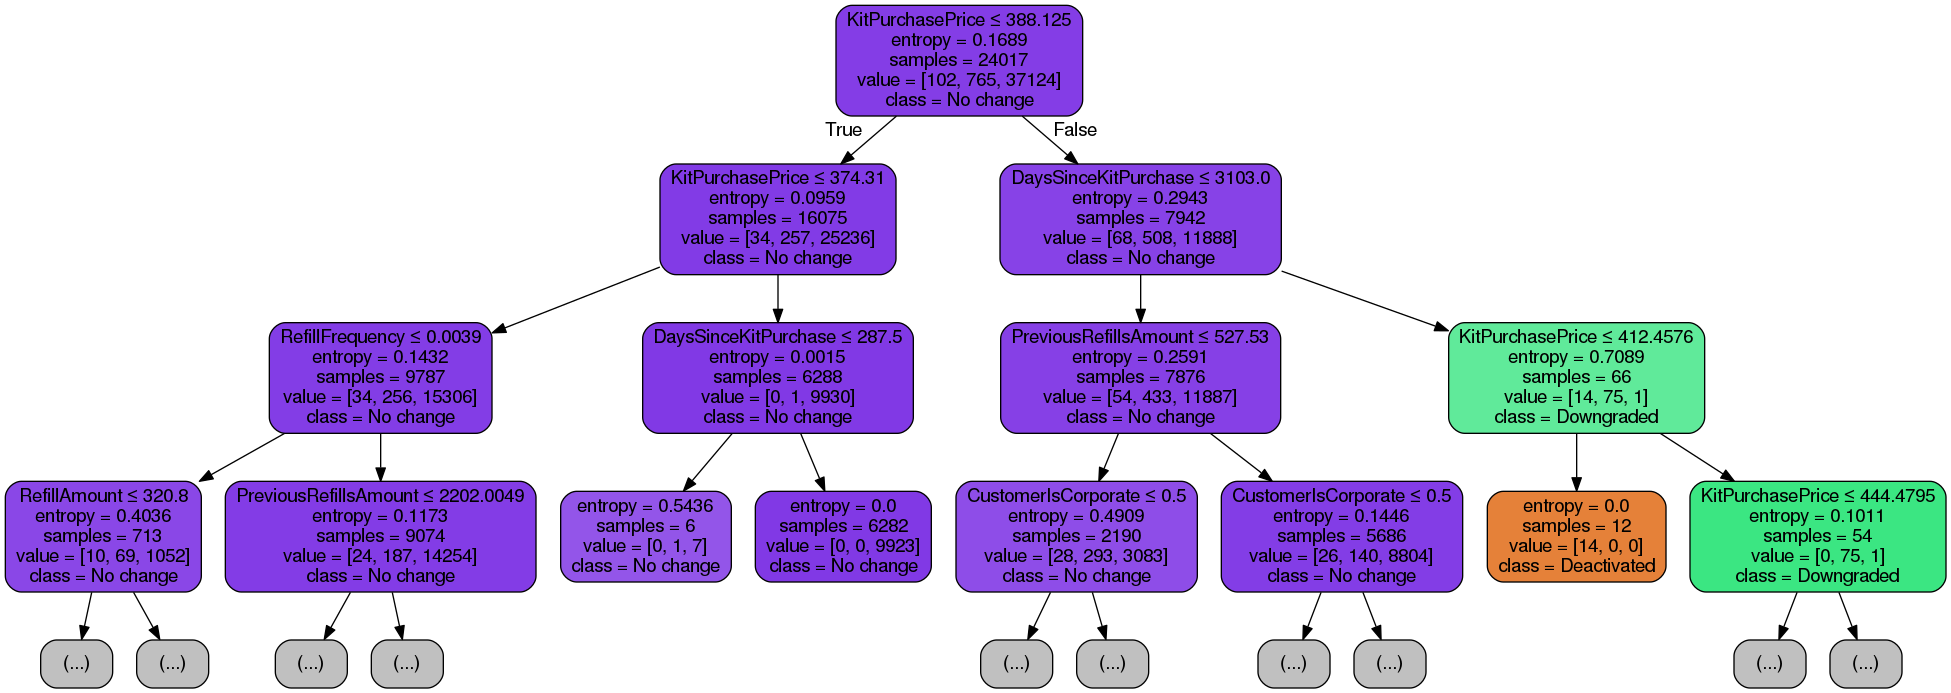 KitPurchasePrice ≤ 388.125
entropy = 0.1689
samples = 24017
value = [102, 765, 37124]
class = No change
True
False
KitPurchasePrice ≤ 374.31
entropy = 0.0959
samples = 16075
value = [34, 257, 25236]
class = No change
DaysSinceKitPurchase ≤ 3103.0
entropy = 0.2943
samples = 7942
value = [68, 508, 11888]
class = No change
RefillFrequency ≤ 0.0039
entropy = 0.1432
samples = 9787
value = [34, 256, 15306]
class = No change
DaysSinceKitPurchase ≤ 287.5
entropy = 0.0015
samples = 6288
value = [0, 1, 9930]
class = No change
PreviousRefillsAmount ≤ 527.53
entropy = 0.2591
samples = 7876
value = [54, 433, 11887]
class = No change
KitPurchasePrice ≤ 412.4576
entropy = 0.7089
samples = 66
value = [14, 75, 1]
class = Downgraded
RefillAmount ≤ 320.8
entropy = 0.4036
samples = 713
value = [10, 69, 1052]
class = No change
PreviousRefillsAmount ≤ 2202.0049
entropy = 0.1173
samples = 9074
value = [24, 187, 14254]
class = No change
entropy = 0.5436
samples = 6
value = [0, 1, 7]
class = No change
entropy = 0.0
samples = 6282
value = [0, 0, 9923]
class = No change
CustomerIsCorporate ≤ 0.5
entropy = 0.4909
samples = 2190
value = [28, 293, 3083]
class = No change
CustomerIsCorporate ≤ 0.5
entropy = 0.1446
samples = 5686
value = [26, 140, 8804]
class = No change
entropy = 0.0
samples = 12
value = [14, 0, 0]
class = Deactivated
KitPurchasePrice ≤ 444.4795
entropy = 0.1011
samples = 54
value = [0, 75, 1]
class = Downgraded
(...)
(...)
(...)
(...)
(...)
(...)
(...)
(...)
(...)
(...)